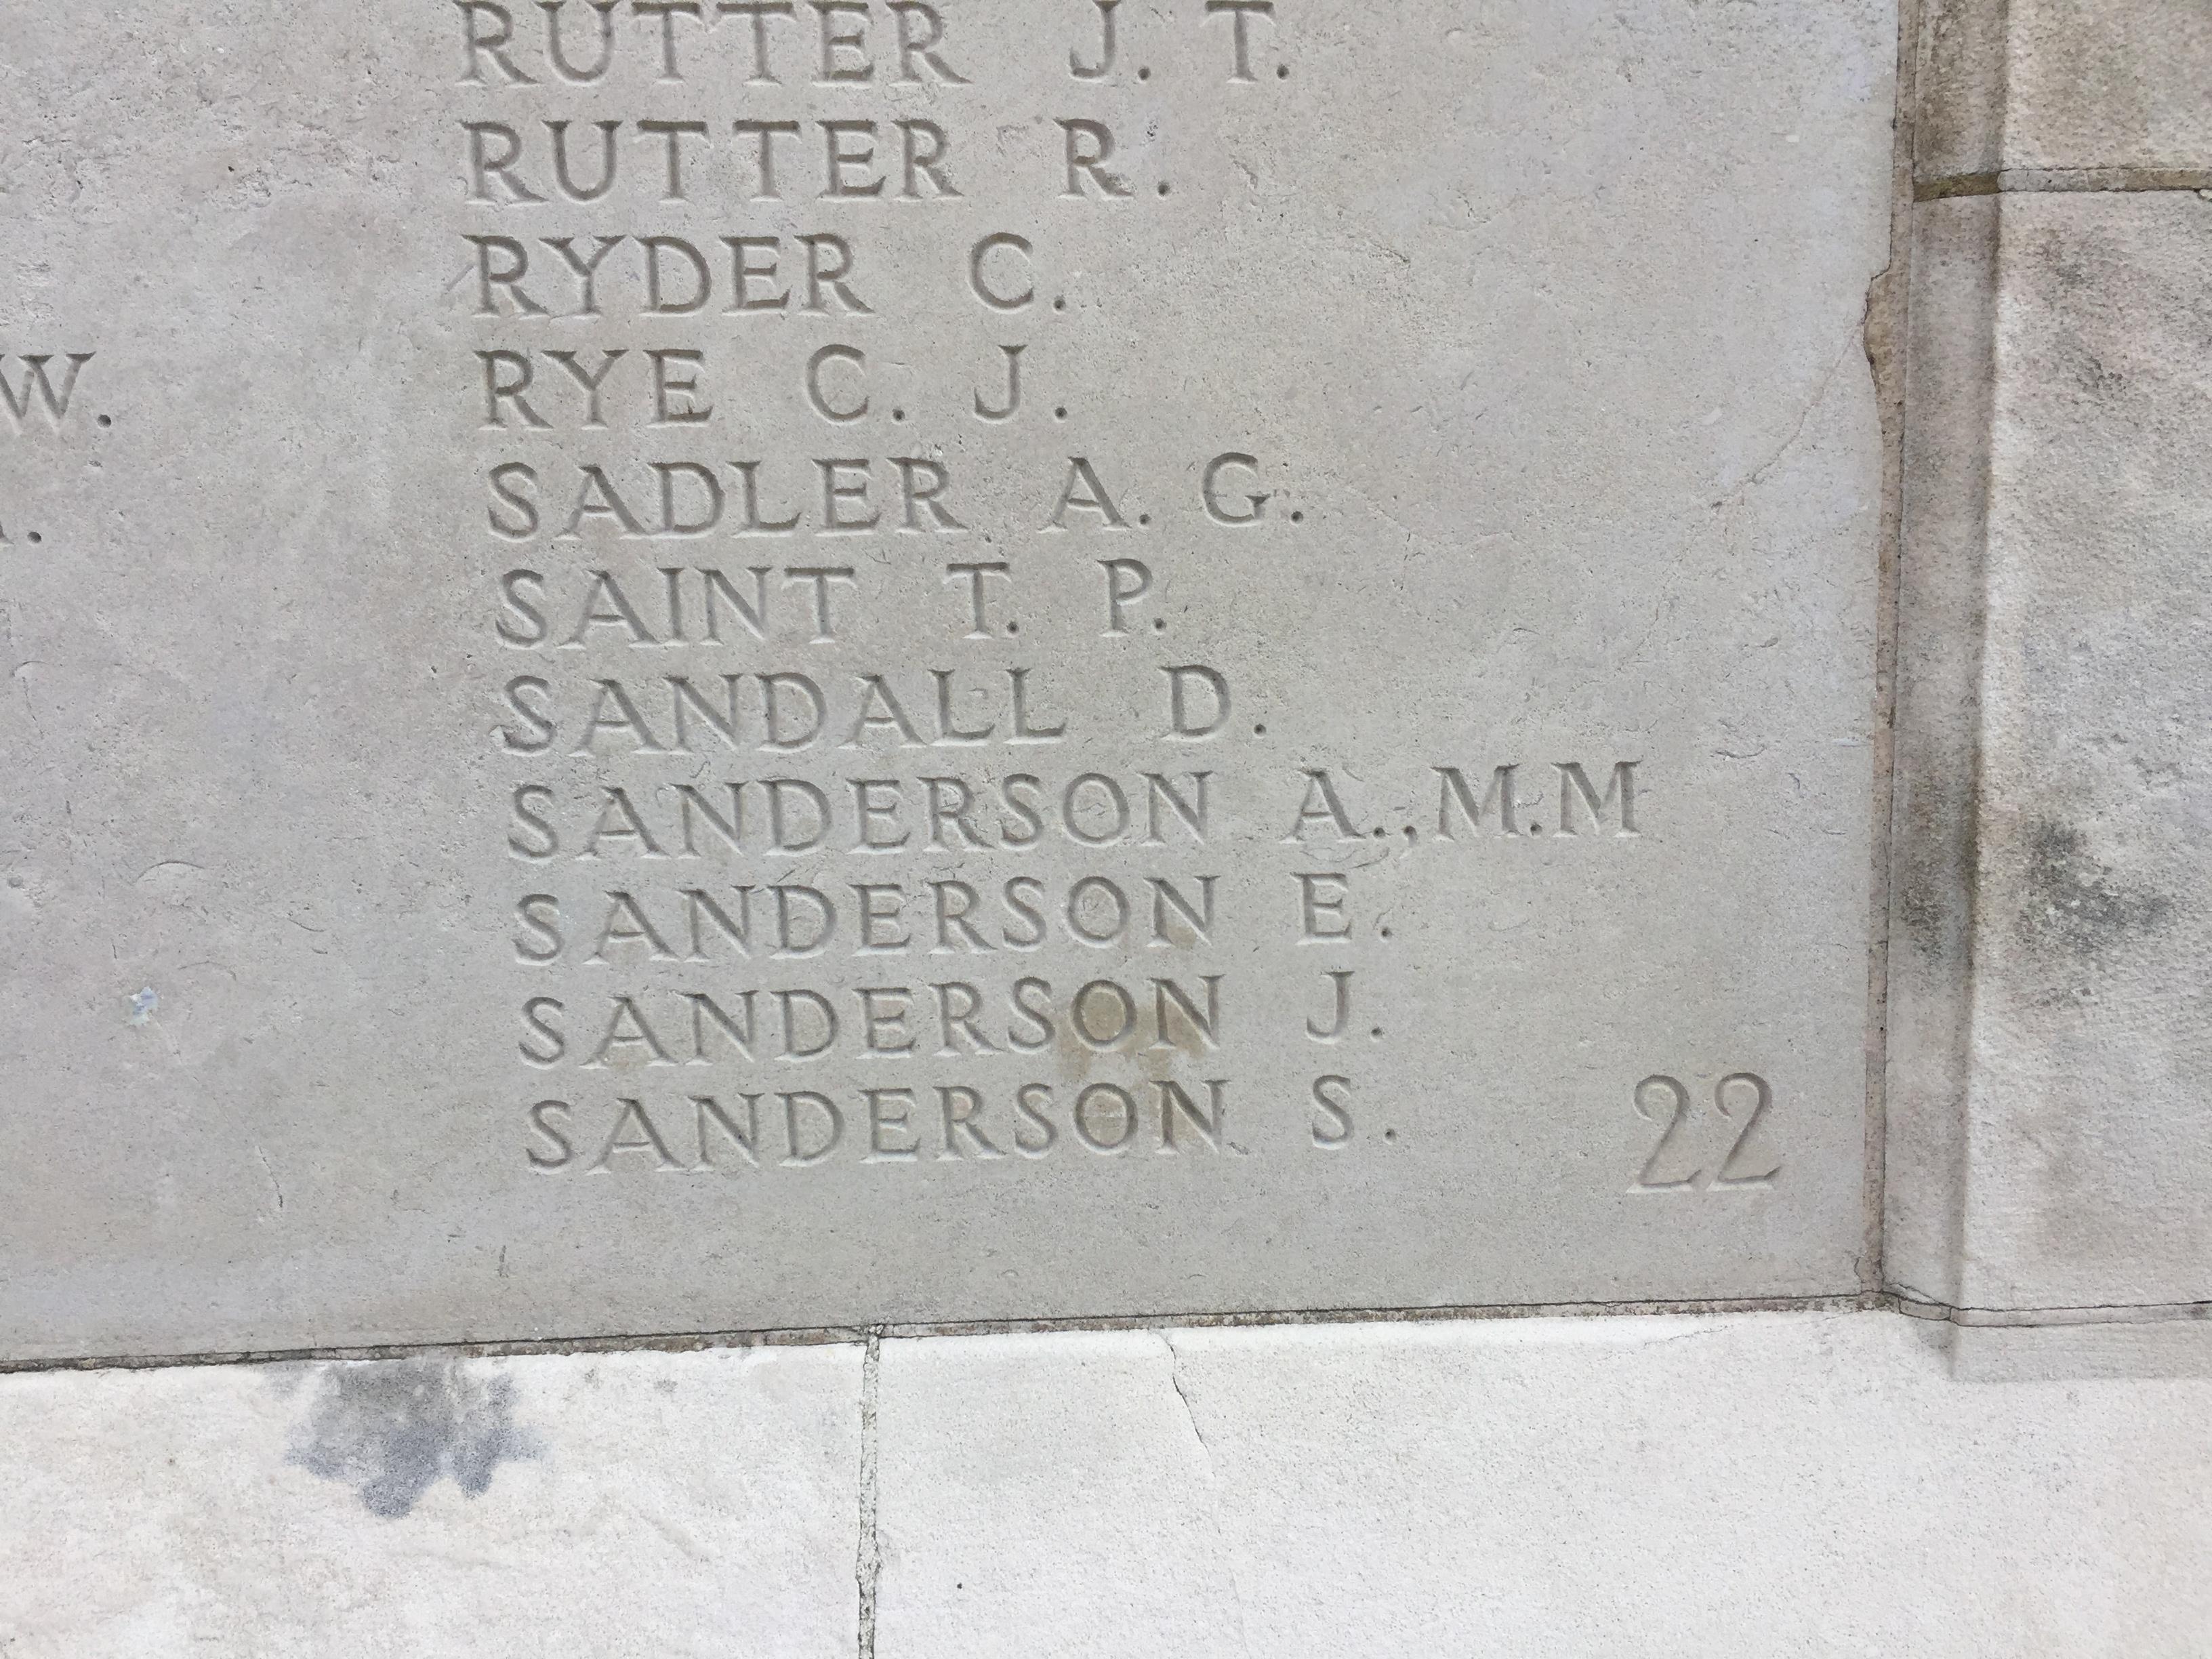 RUTTER J. T.
RUTTER R.
RYDER C.
W.
RYE C. J.
SADLER A. G.
SAINT T. P.
SANDALL D.
SANDERSON A., M.M
SANDERSON E.
SANDERSON J.
SANDERSON S.
22